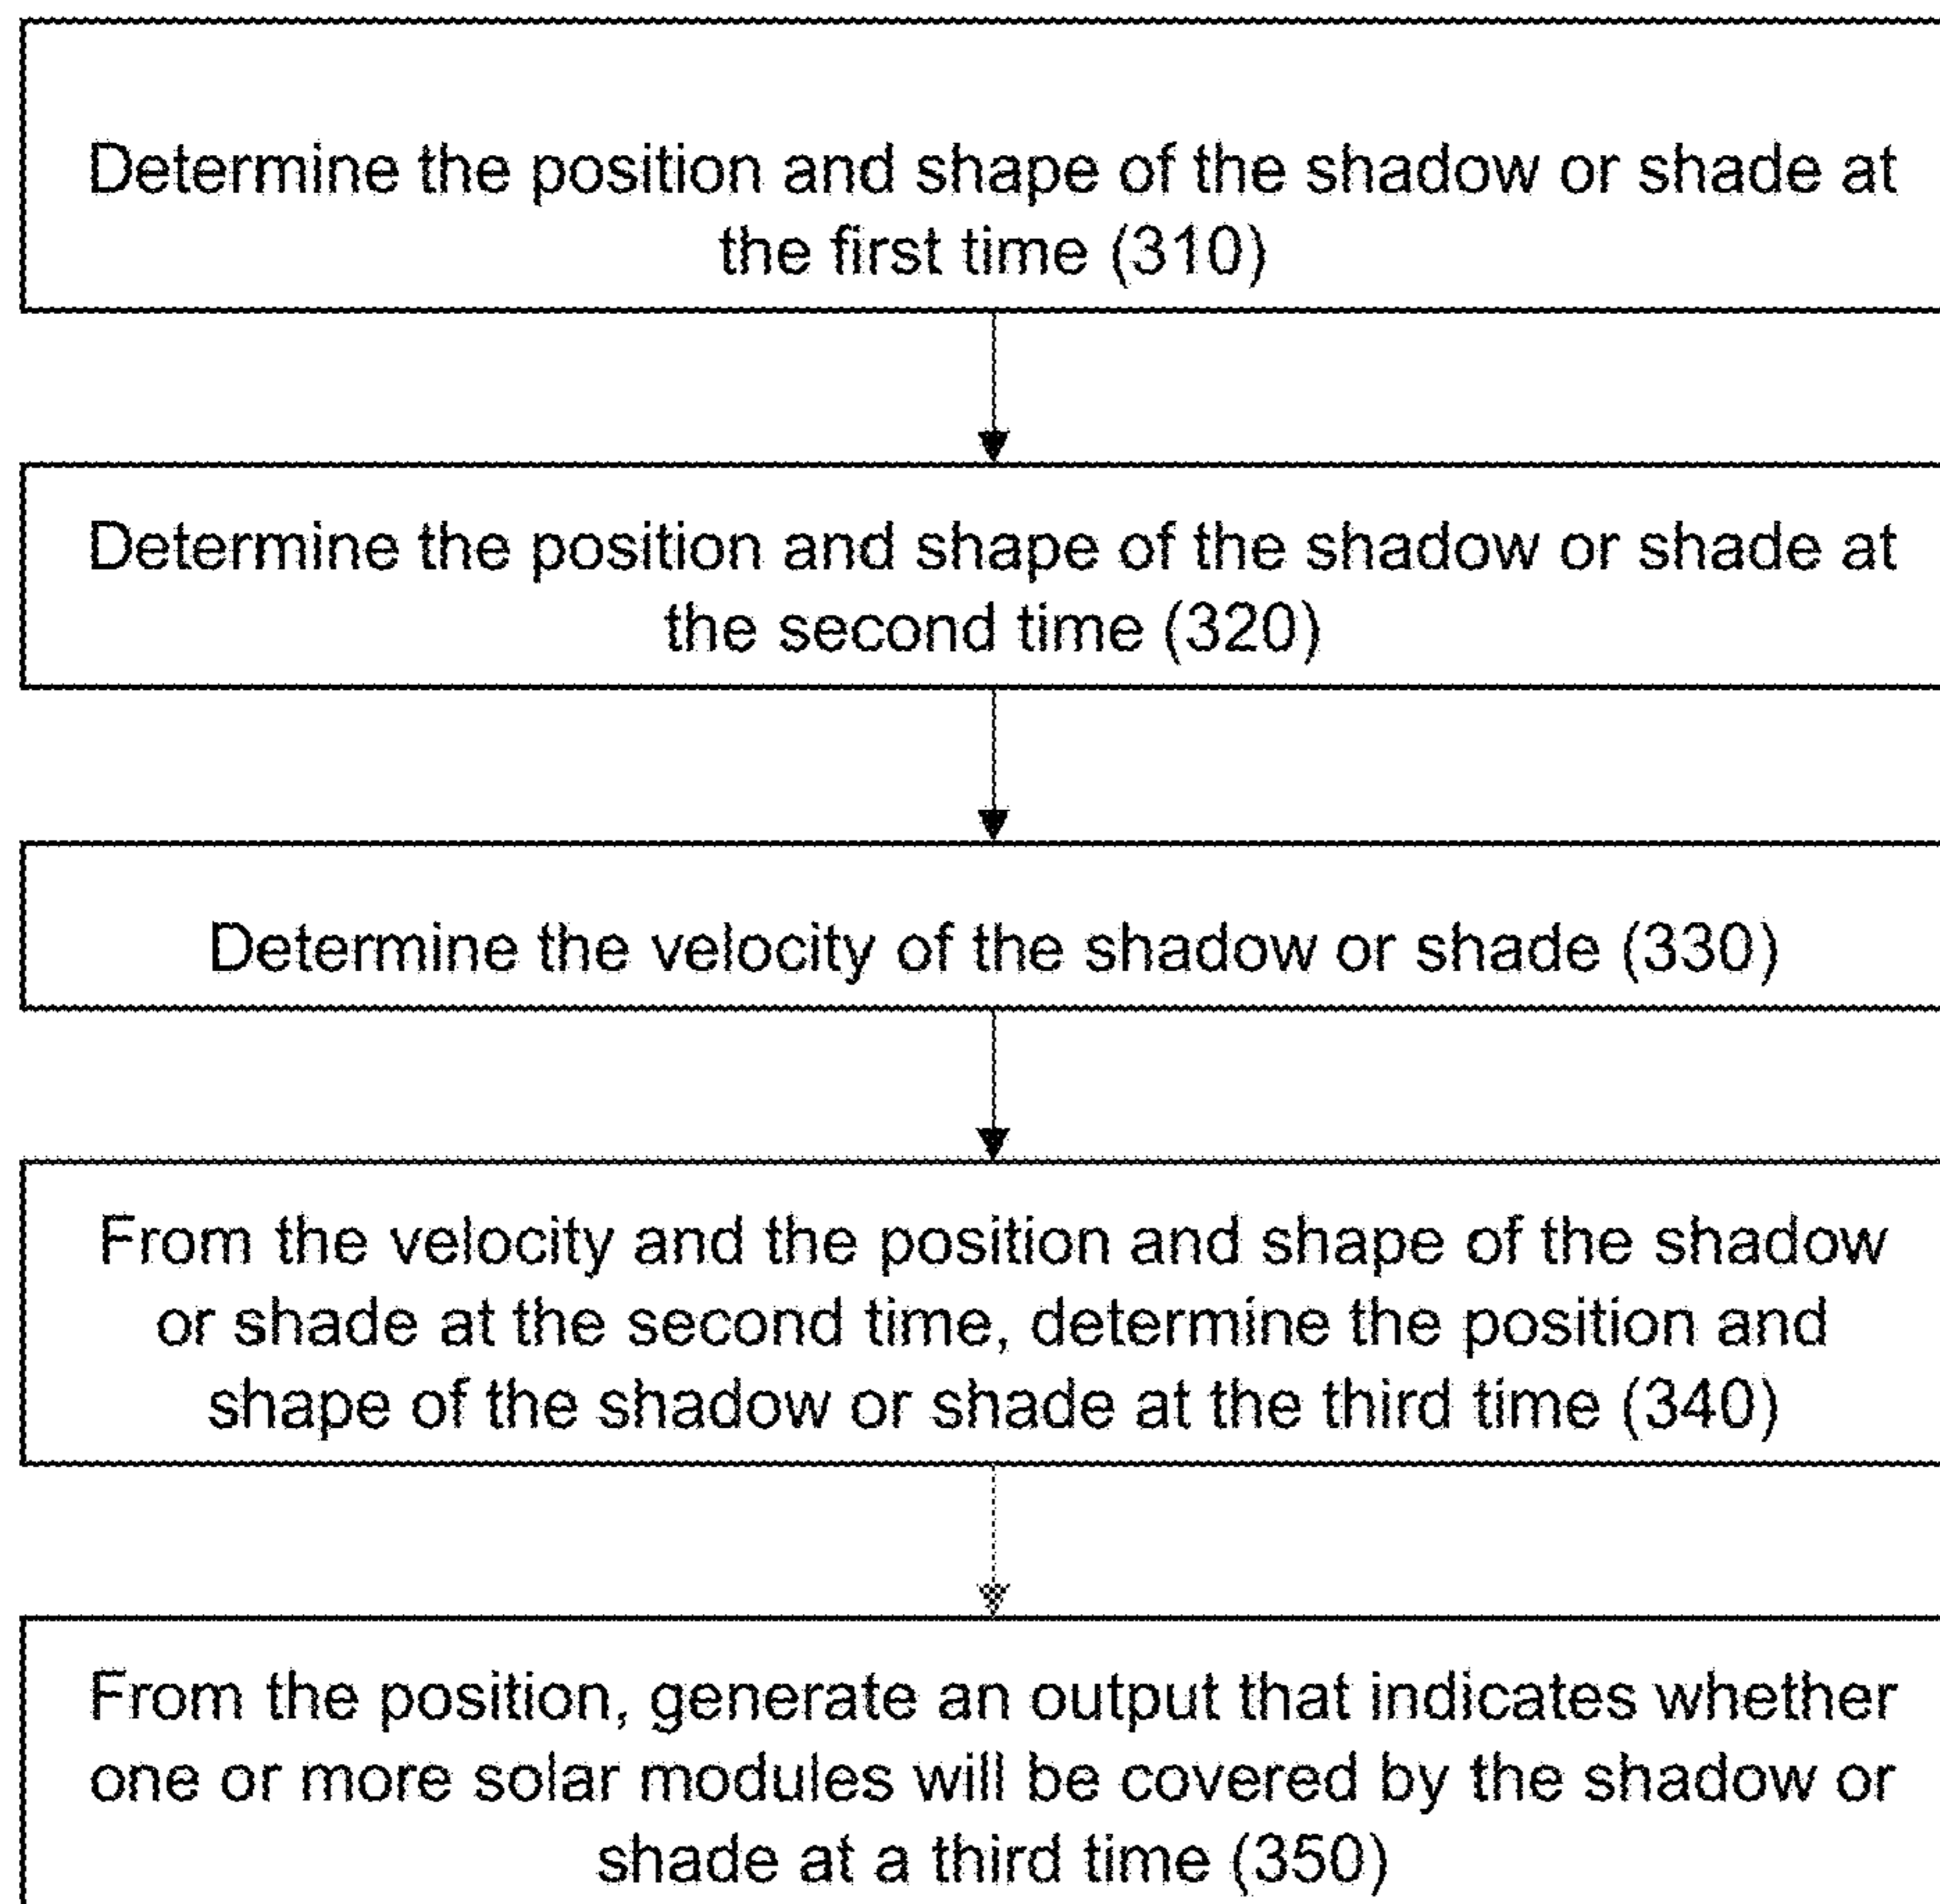 Determine the position and shape of the shadow or shade at
the first time (310)
Determine the position and shape of the shadow or shade at
the second time (320)
Determine the velocity of the shadow or shade (330)
From the velocity and the position and shape of the shadow
or shade at the second time, determine the position and
shape of the shadow or shade at the third time (340)
From the position, generate an output that indicates whether
one or more solar modules will be covered by the shadow or
shade at a third time (350)